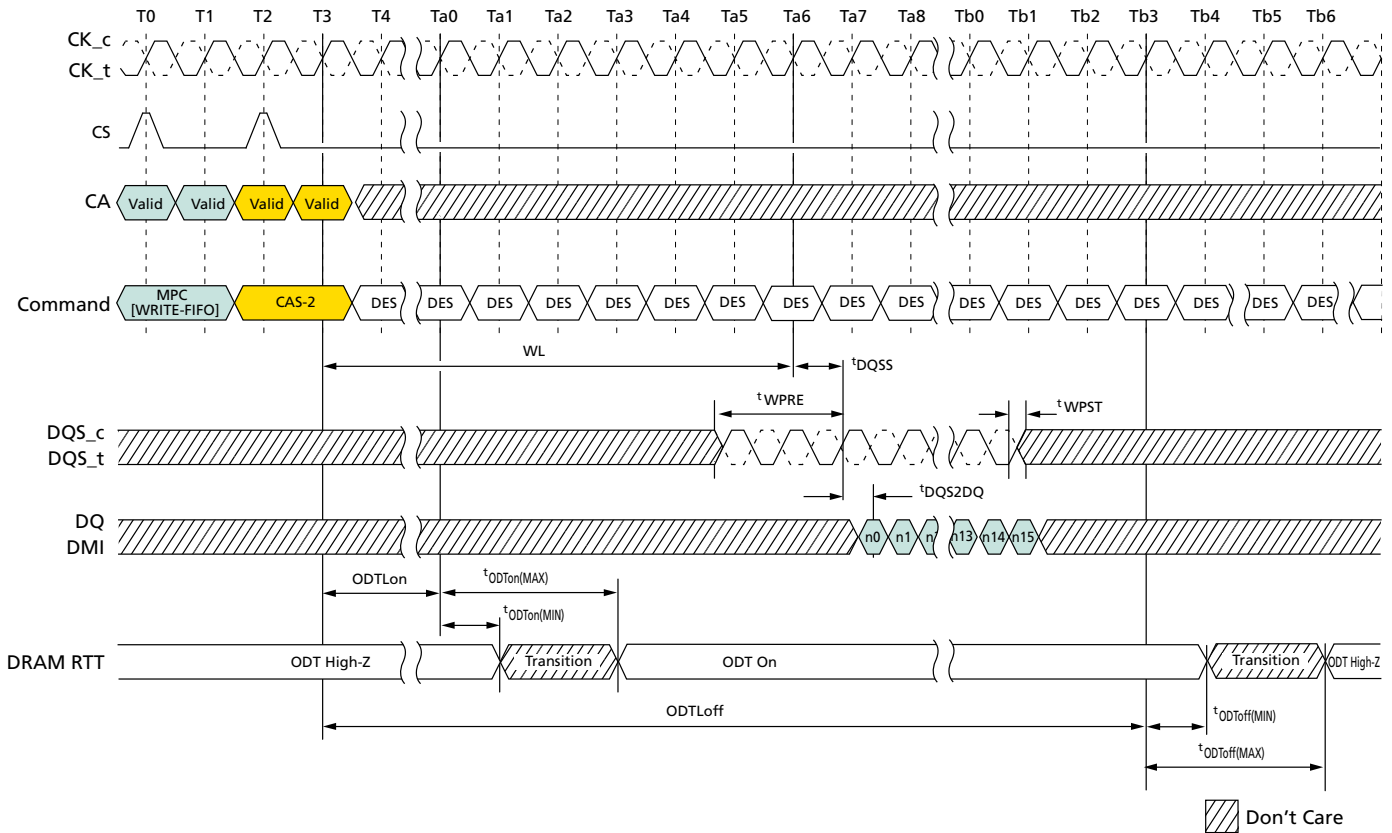 T0 T1 T2 T3 T4 Ta0 Ta1 Ta2 Ta3 Ta4 Ta5 Ta6 Ta7 Ta8 Tb0 Tb1 Tb2 Tb3 Tb4 Tb5 Tb6
CK_c
CK_t
CS
CA Valid Valid Valid Valid
Command MPC [WRITE-FIFO] CAS-2 DES DES DES DES DES DES DES DES DES DES DES DES DES DES DES DES DES
WL
tDQSS
tWPRE
tWPST
DQS_c
DQS_t
tDQS2DQ
DQ
DMI
n0 n1 n13 n14 n15
ODTLon
tODTon(MAX)
tODTon(MIN)
DRAM RTT ODT High-Z Transition ODT On Transition ODT High-Z
ODTLoff
tODToff(MIN)
tODToff(MAX)
Don't Care